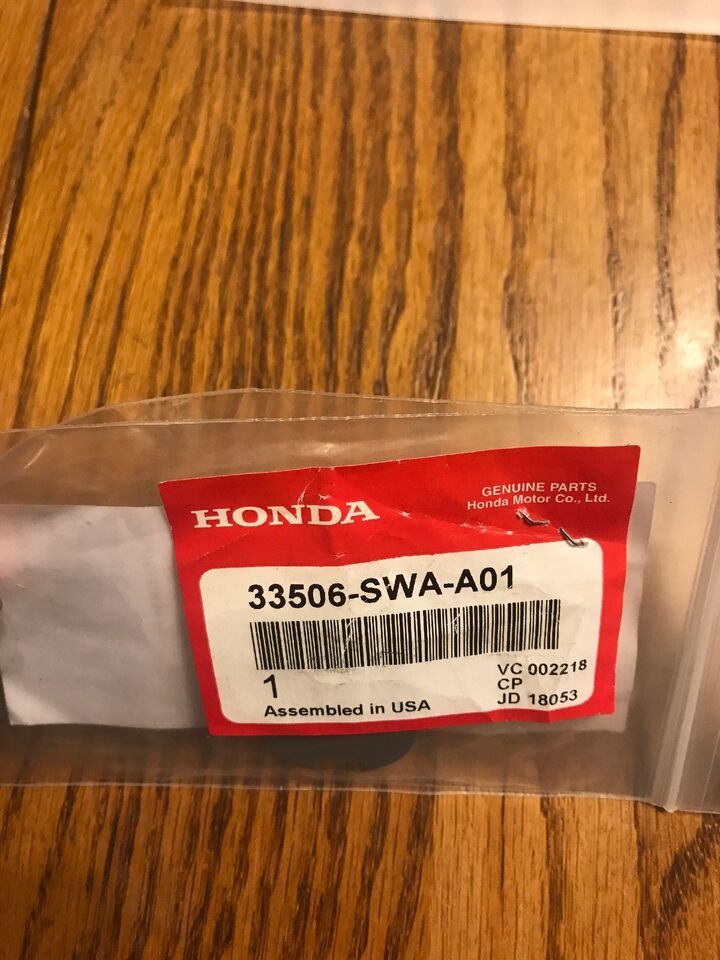 HONDA
GENUINE PARTS
Honda Motor Co., Ltd.
33506-SWA-A01
1
VC 002218
CP
Assembled in USA
JD 18053